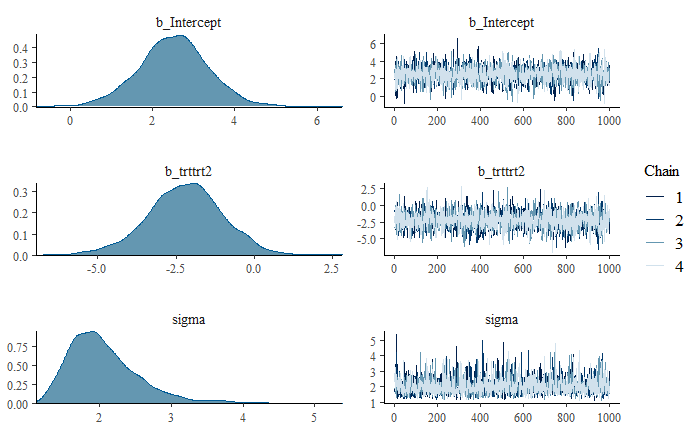 b_Intercept
0.4
0.3
0.2
0.1
0.0
0 2 4 6
b_Intercept
6
4
2
0
0 200 400 600 800 1000
b_trttrt2
0.3
0.2
0.1
0.0
-5.0 -2.5 0.0 2.5
b_trttrt2
2.5
0.0
-2.5
-5.0
0 200 400 600 800 1000
sigma
0.75
0.50
0.25
0.00
2 3 4 5
sigma
5
4
3
2
1
0 200 400 600 800 1000
Chain
1
2
3
4